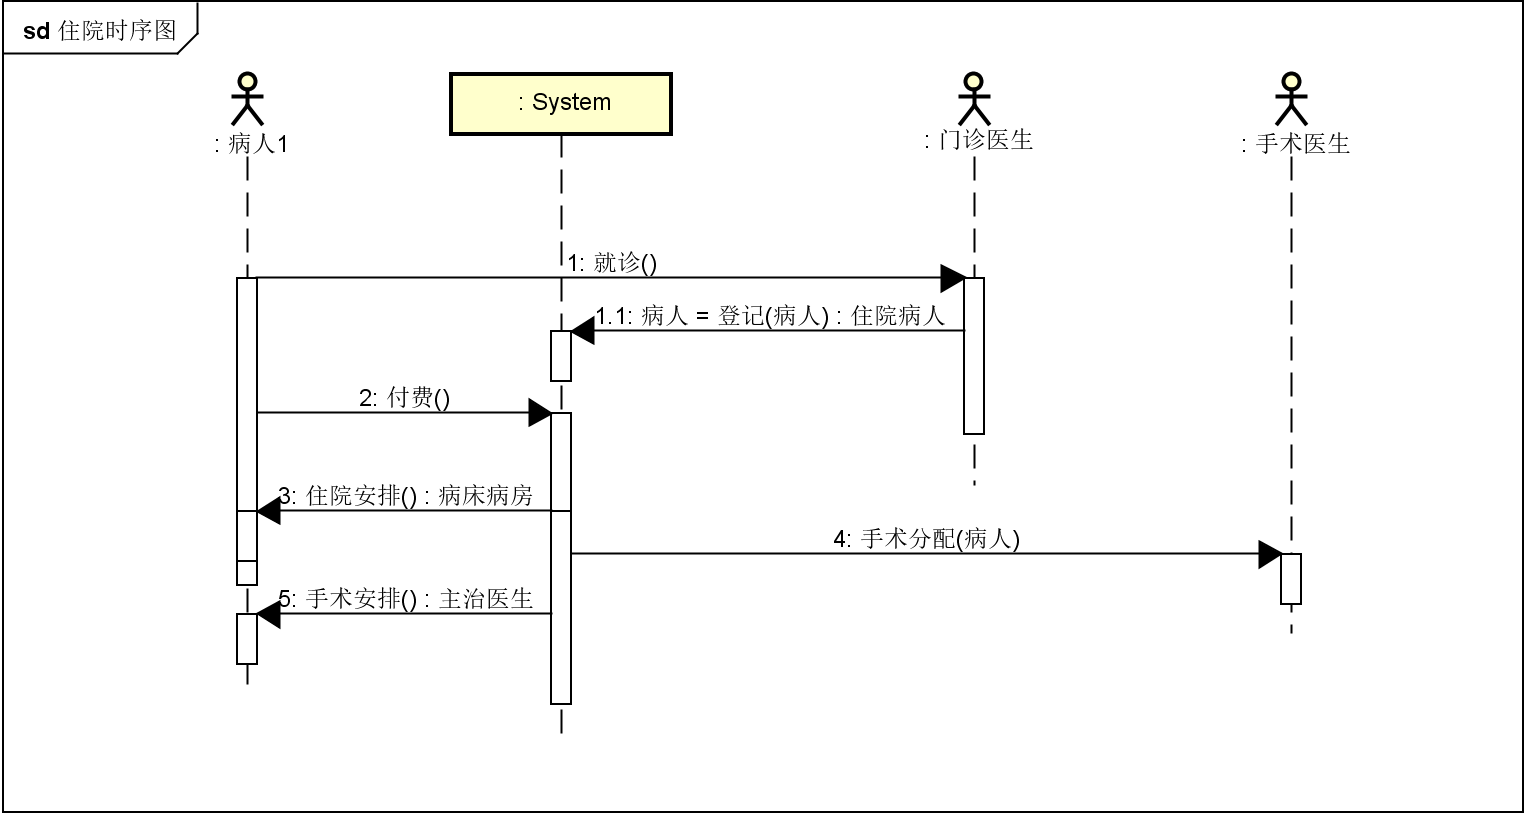 sd 住院时序图
: 病人1
: System
: 门诊医生
: 手术医生
1: 就诊()
1.1: 病人 = 登记(病人) : 住院病人
2: 付费()
3: 住院安排() : 病床病房
4: 手术分配(病人)
5: 手术安排() : 主治医生